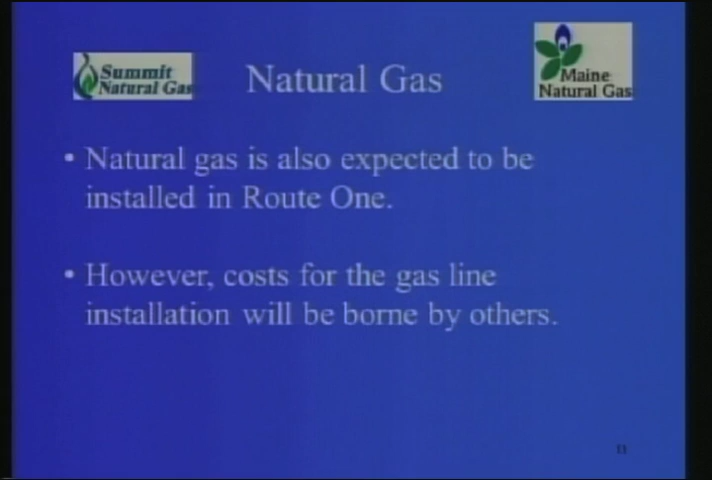 Summit
Natural Gas
Natural Gas
Maine
Natural Gas
• Natural gas is also expected to be
installed in Route One.
• However, costs for the gas line
installation will be borne by others.
11